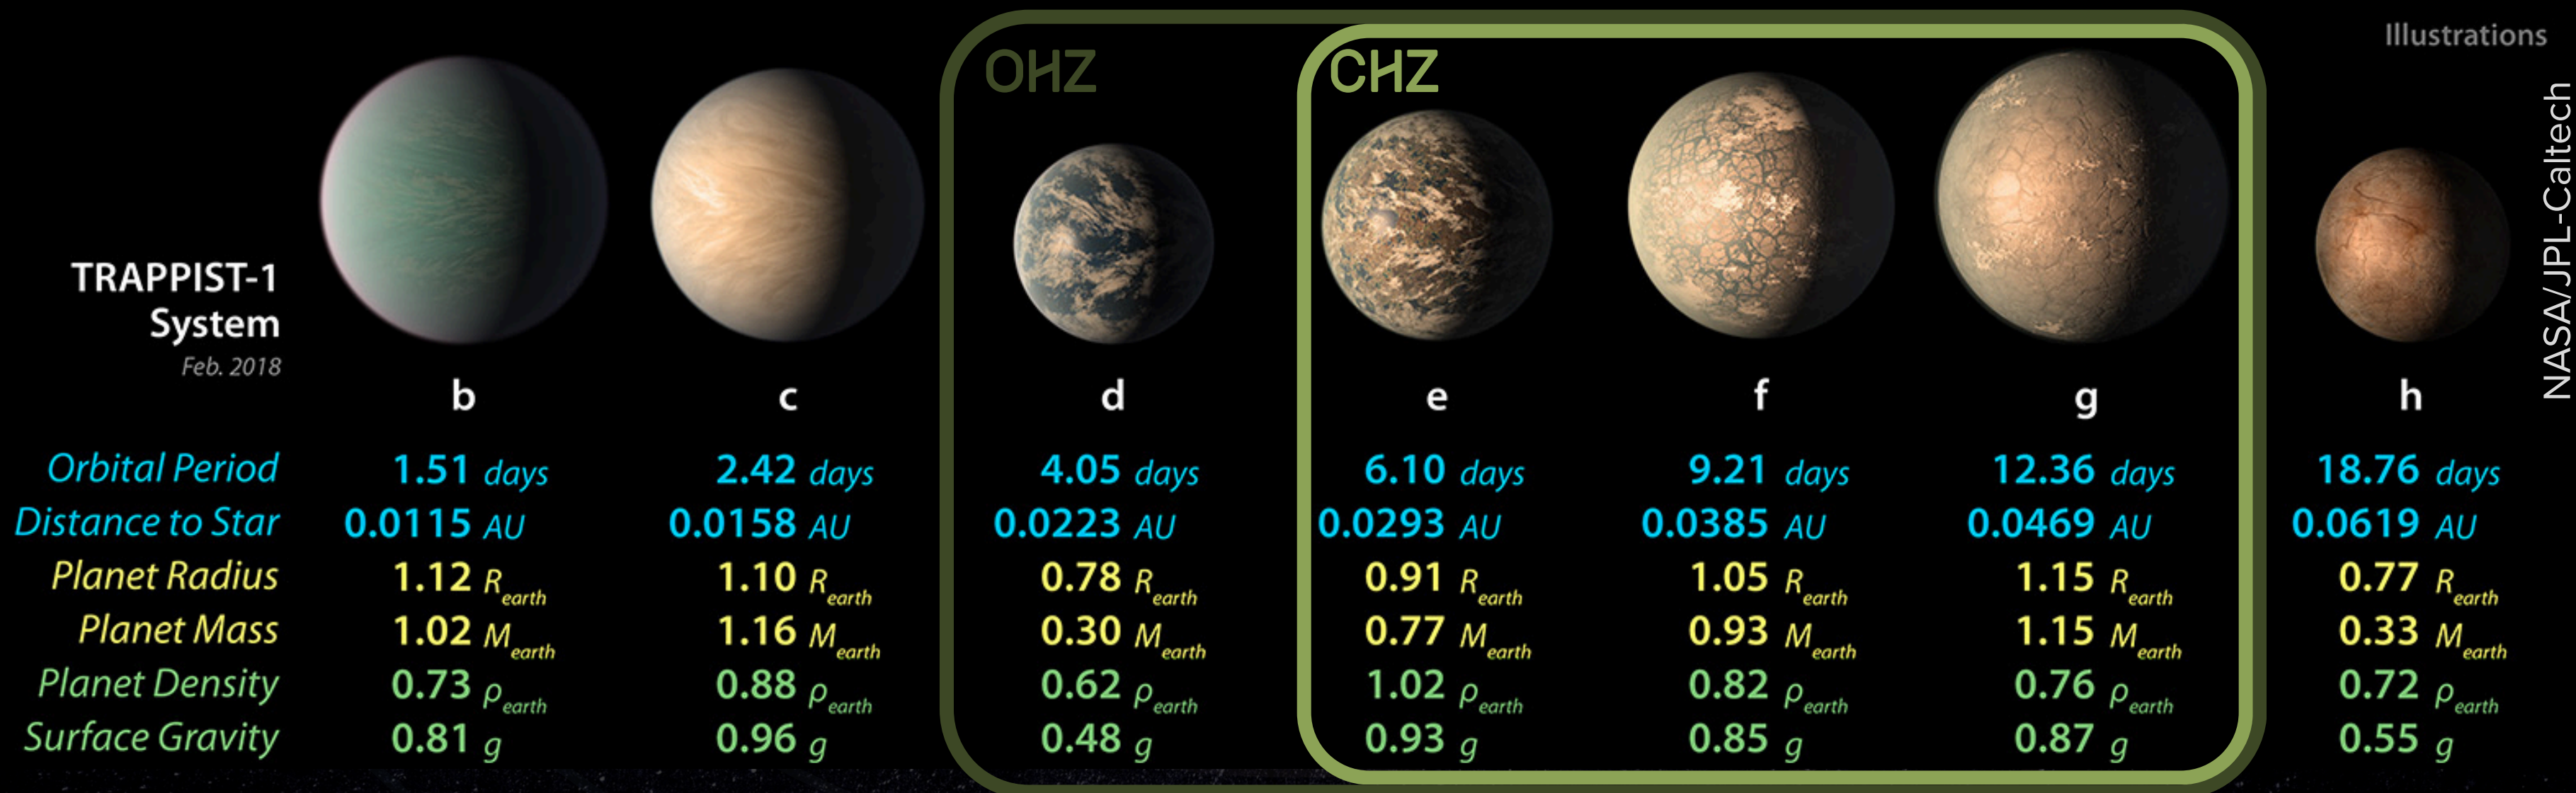 Illustrations
OHZ CHZ
NASA/JPL-Caltech
TRAPPIST-1
System
Feb. 2018
b c d e f g h
Orbital Period 1.51 days 2.42 days 4.05 days 6.10 days 9.21 days 12.36 days 18.76 days
Distance to Star 0.0115 AU 0.0158 AU 0.0223 AU 0.0293 AU 0.0385 AU 0.0469 AU 0.0619 AU
Planet Radius 1.12 Rearth 1.10 Rearth 0.78 Rearth 0.91 Rearth 1.05 Rearth 1.15 Rearth 0.77 Rearth
Planet Mass 1.02 Mearth 1.16 Mearth 0.30 Mearth 0.77 Mearth 0.93 Mearth 1.15 Mearth 0.33 Mearth
Planet Density 0.73 ρearth 0.88 ρearth 0.62 ρearth 1.02 ρearth 0.82 ρearth 0.76 ρearth 0.72 ρearth
Surface Gravity 0.81 g 0.96 g 0.48 g 0.93 g 0.85 g 0.87 g 0.55 g